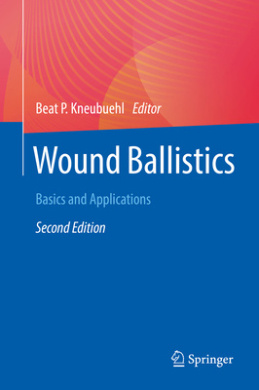 Beat P. Kneubuehl Editor
Wound Ballistics
Basics and Applications
Second Edition
Springer